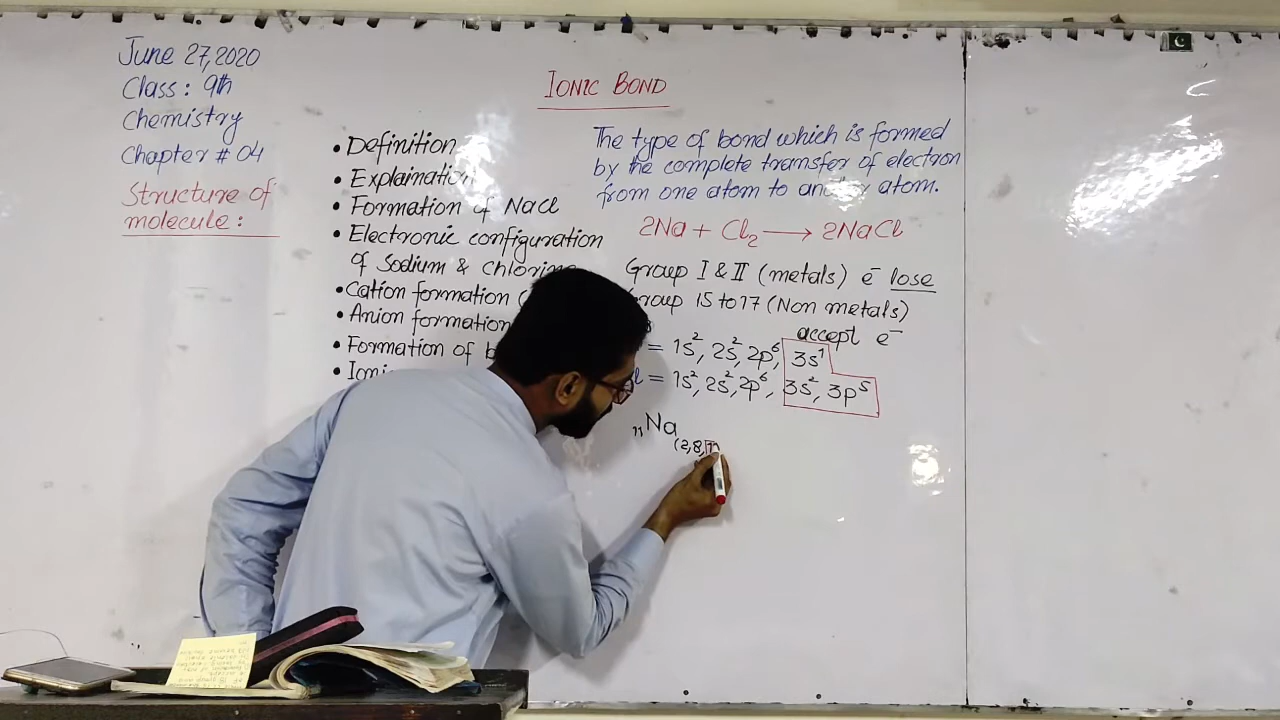 June 27, 2020
Class: 9th
Chemistry
Chapter # 04
Structure of
molecule:
IONIC BOND
• Definition
• Explaination
• Formation of NaCl
• Electronic configuration
of Sodium & Chlorine
• Cation formation (
• Anion formation
• Formation of
The type of bond which is formed
by the complete transfer of electron
from one atom to another atom.
2Na + Cl₂ ⟶ 2NaCl
Group I & II (metals) e⁻ lose
Group 15 to 17 (Non metals)
accept e⁻
= 1s², 2s², 2p⁶, 3s¹
= 1s², 2s², 2p⁶, 3s², 3p⁵
₁₁Na (2,8,1